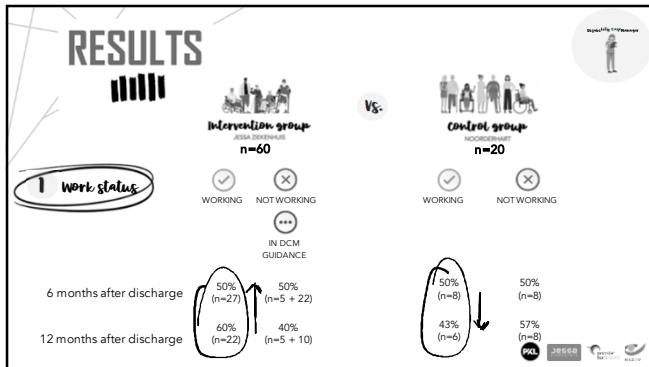 RESULTS
Intervention group
JESSA ZIEKENHUIS
n=60
Vs.
Control group
NOORDERHART
n=20
1 Work status
WORKING
NOT WORKING
IN DCM
GUIDANCE
WORKING
NOT WORKING
6 months after discharge
50%
(n=27)
50%
(n=5 + 22)
50%
(n=8)
50%
(n=8)
12 months after discharge
60%
(n=22)
40%
(n=5 + 10)
43%
(n=6)
57%
(n=8)
PXL
Jessa